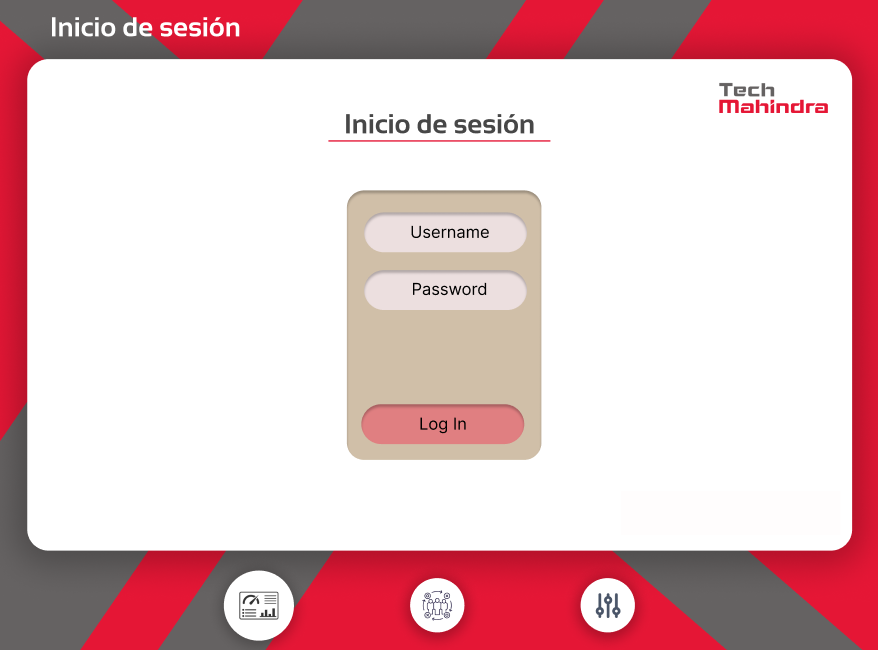 Inicio de sesión
Tech
Mahindra
Inicio de sesión
Username
Password
Log In